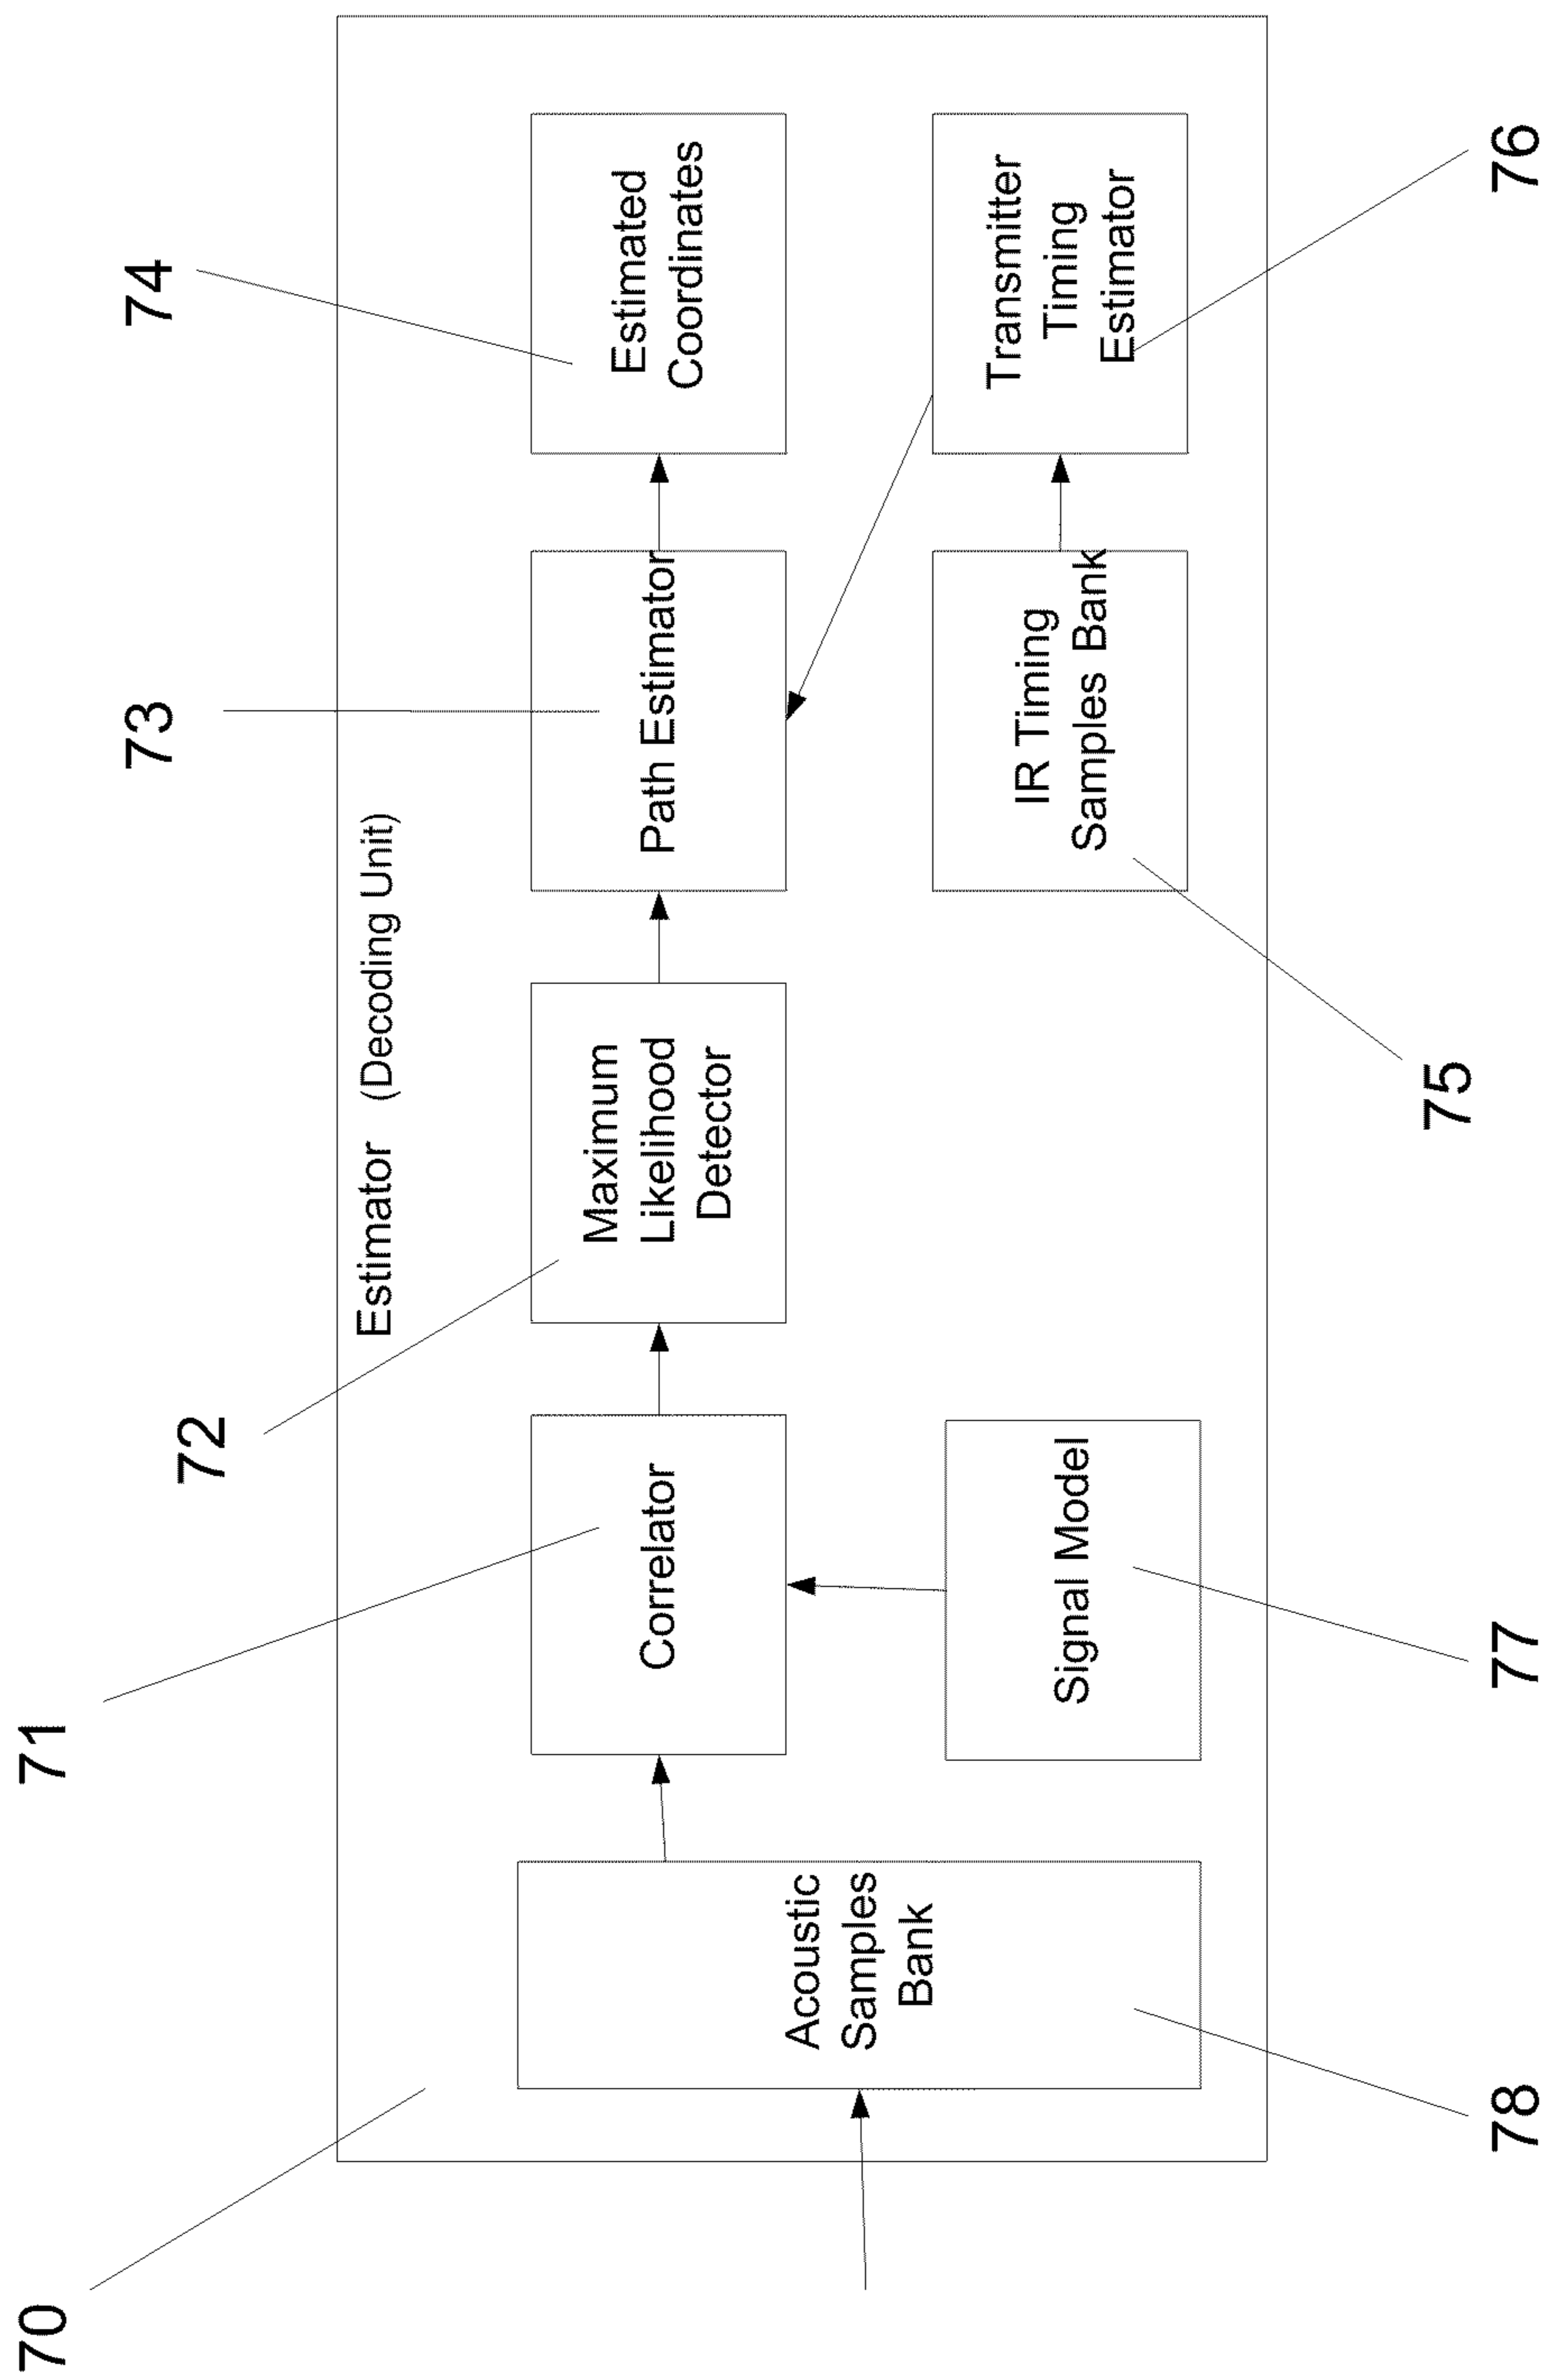 70
71
72
73
74
Estimator (Decoding Unit)
Acoustic
Samples
Bank
Correlator
Maximum
Likelihood
Detector
Path Estimator
Estimated
Coordinates
Signal Model
IR Timing
Samples Bank
Transmitter
Timing
Estimator
78
77
75
76